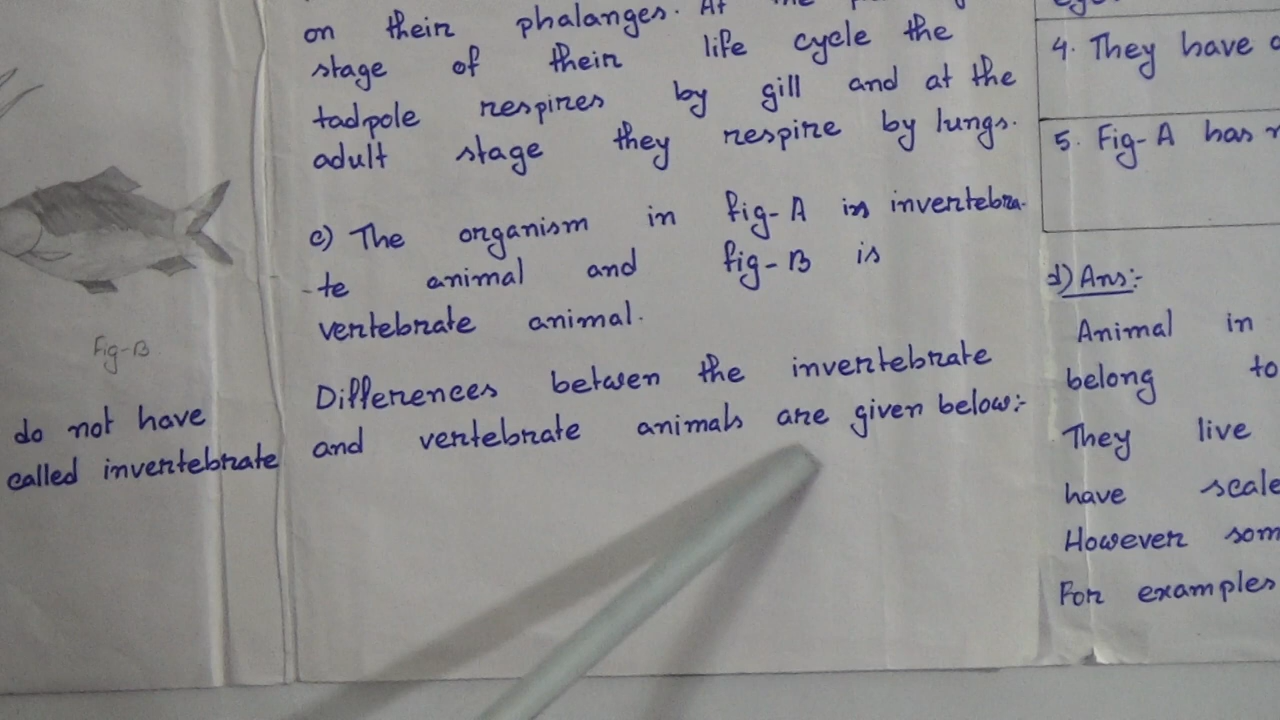 Fig-B
do not have
called invertebrate
on their phalanges. At the
stage of their life cycle the
tadpole respires by gill and at the
adult stage they respire by lungs.
c) The organism in fig-A is invertebra-
-te animal and fig-B is
vertebrate animal.
Differences betwen the invertebrate
and vertebrate animals are given below:-
4. They have
5. Fig-A has
d) Ans:-
Animal in
belong to
They live
have scale
However som
For examples